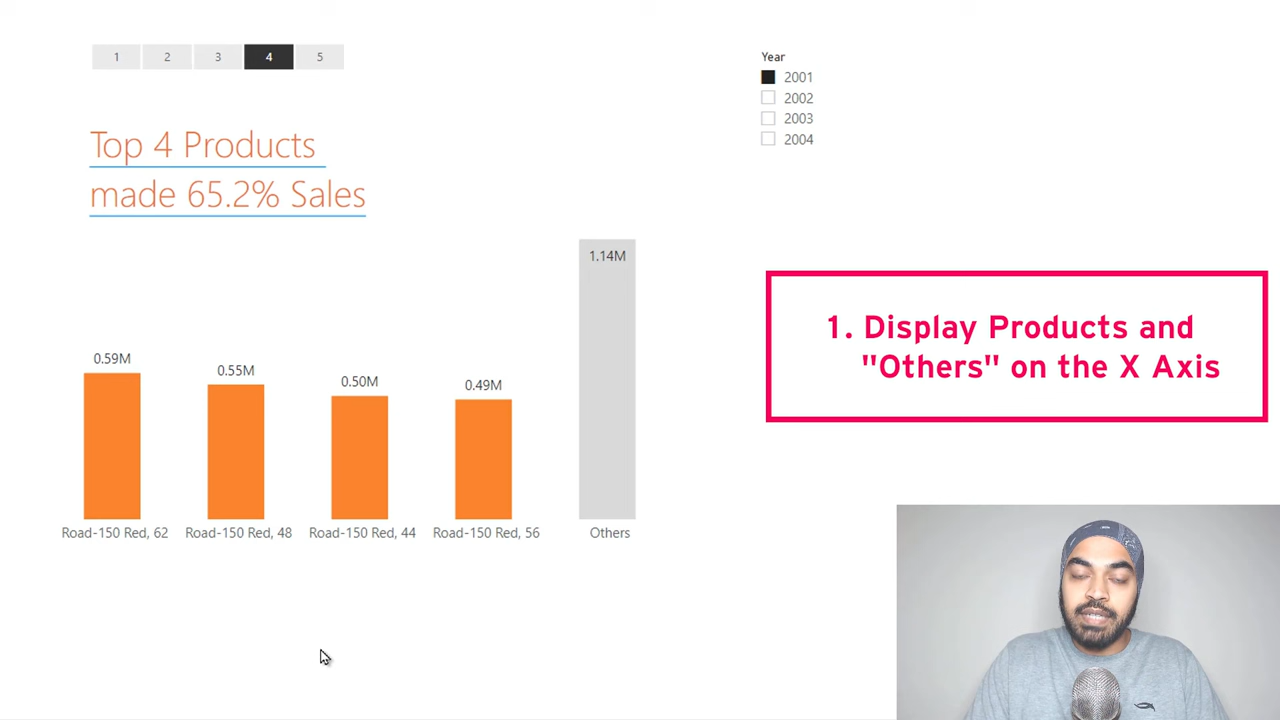 1 2 3 4 5
Year
2001
2002
2003
2004
Top 4 Products
made 65.2% Sales
1.14M
0.59M
0.55M
0.50M
0.49M
Road-150 Red, 62
Road-150 Red, 48
Road-150 Red, 44
Road-150 Red, 56
Others
1. Display Products and
"Others" on the X Axis